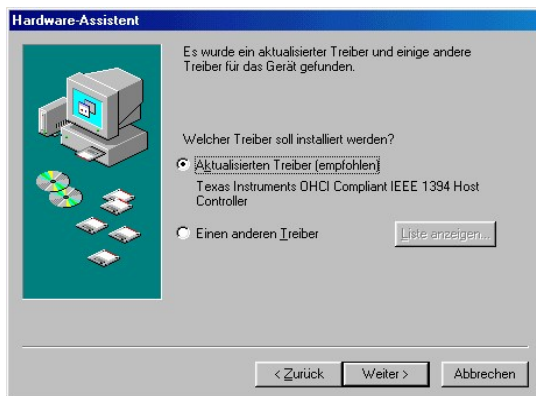 Hardware-Assistent
Es wurde ein aktualisierter Treiber und einige andere
Treiber für das Gerät gefunden.
Welcher Treiber soll installiert werden?
Aktualisierten Treiber (empfohlen)
Texas Instruments OHCI Compliant IEEE 1394 Host
Controller
Einen anderen Treiber
Liste anzeigen...
< Zurück
Weiter >
Abbrechen